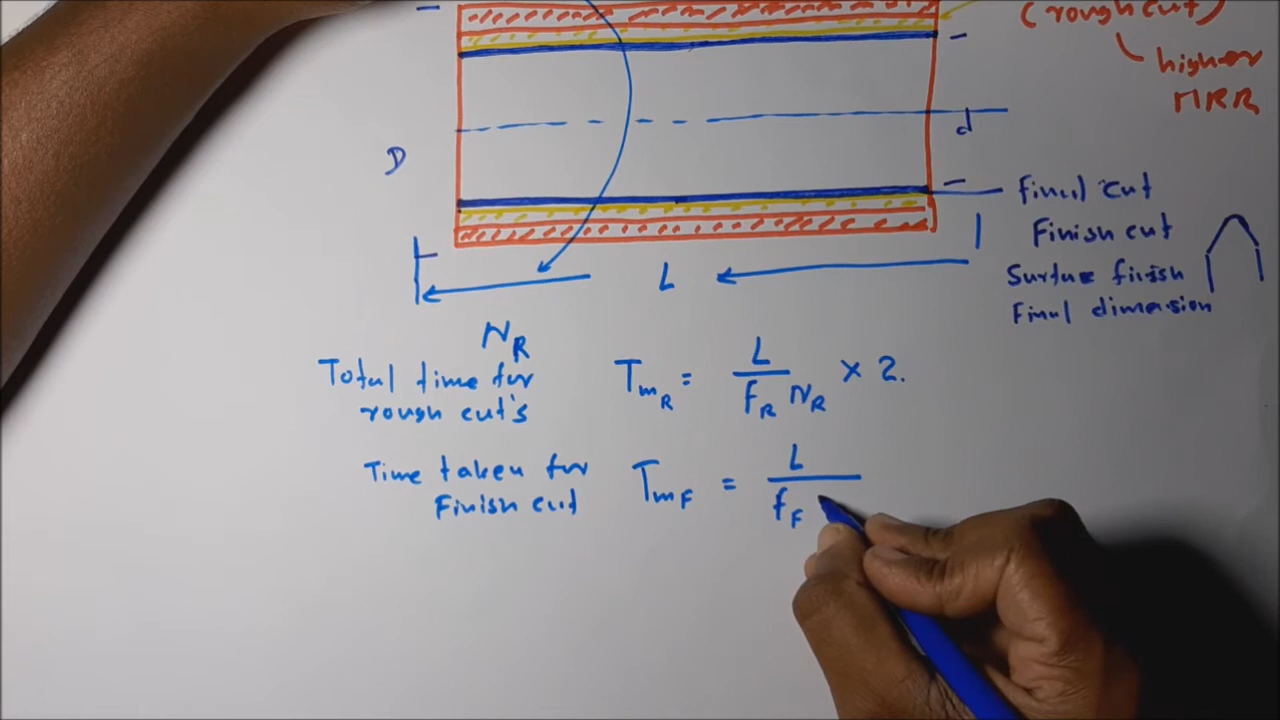 (rough cut)
higher
MRR
D
d
Final cut
Finish cut
Surface finish
Final dimension
L
N_R
Total time for
rough cut's
T_mR = L / f_R N_R × 2.
Time taken for
Finish cut
T_mF = L / f_F